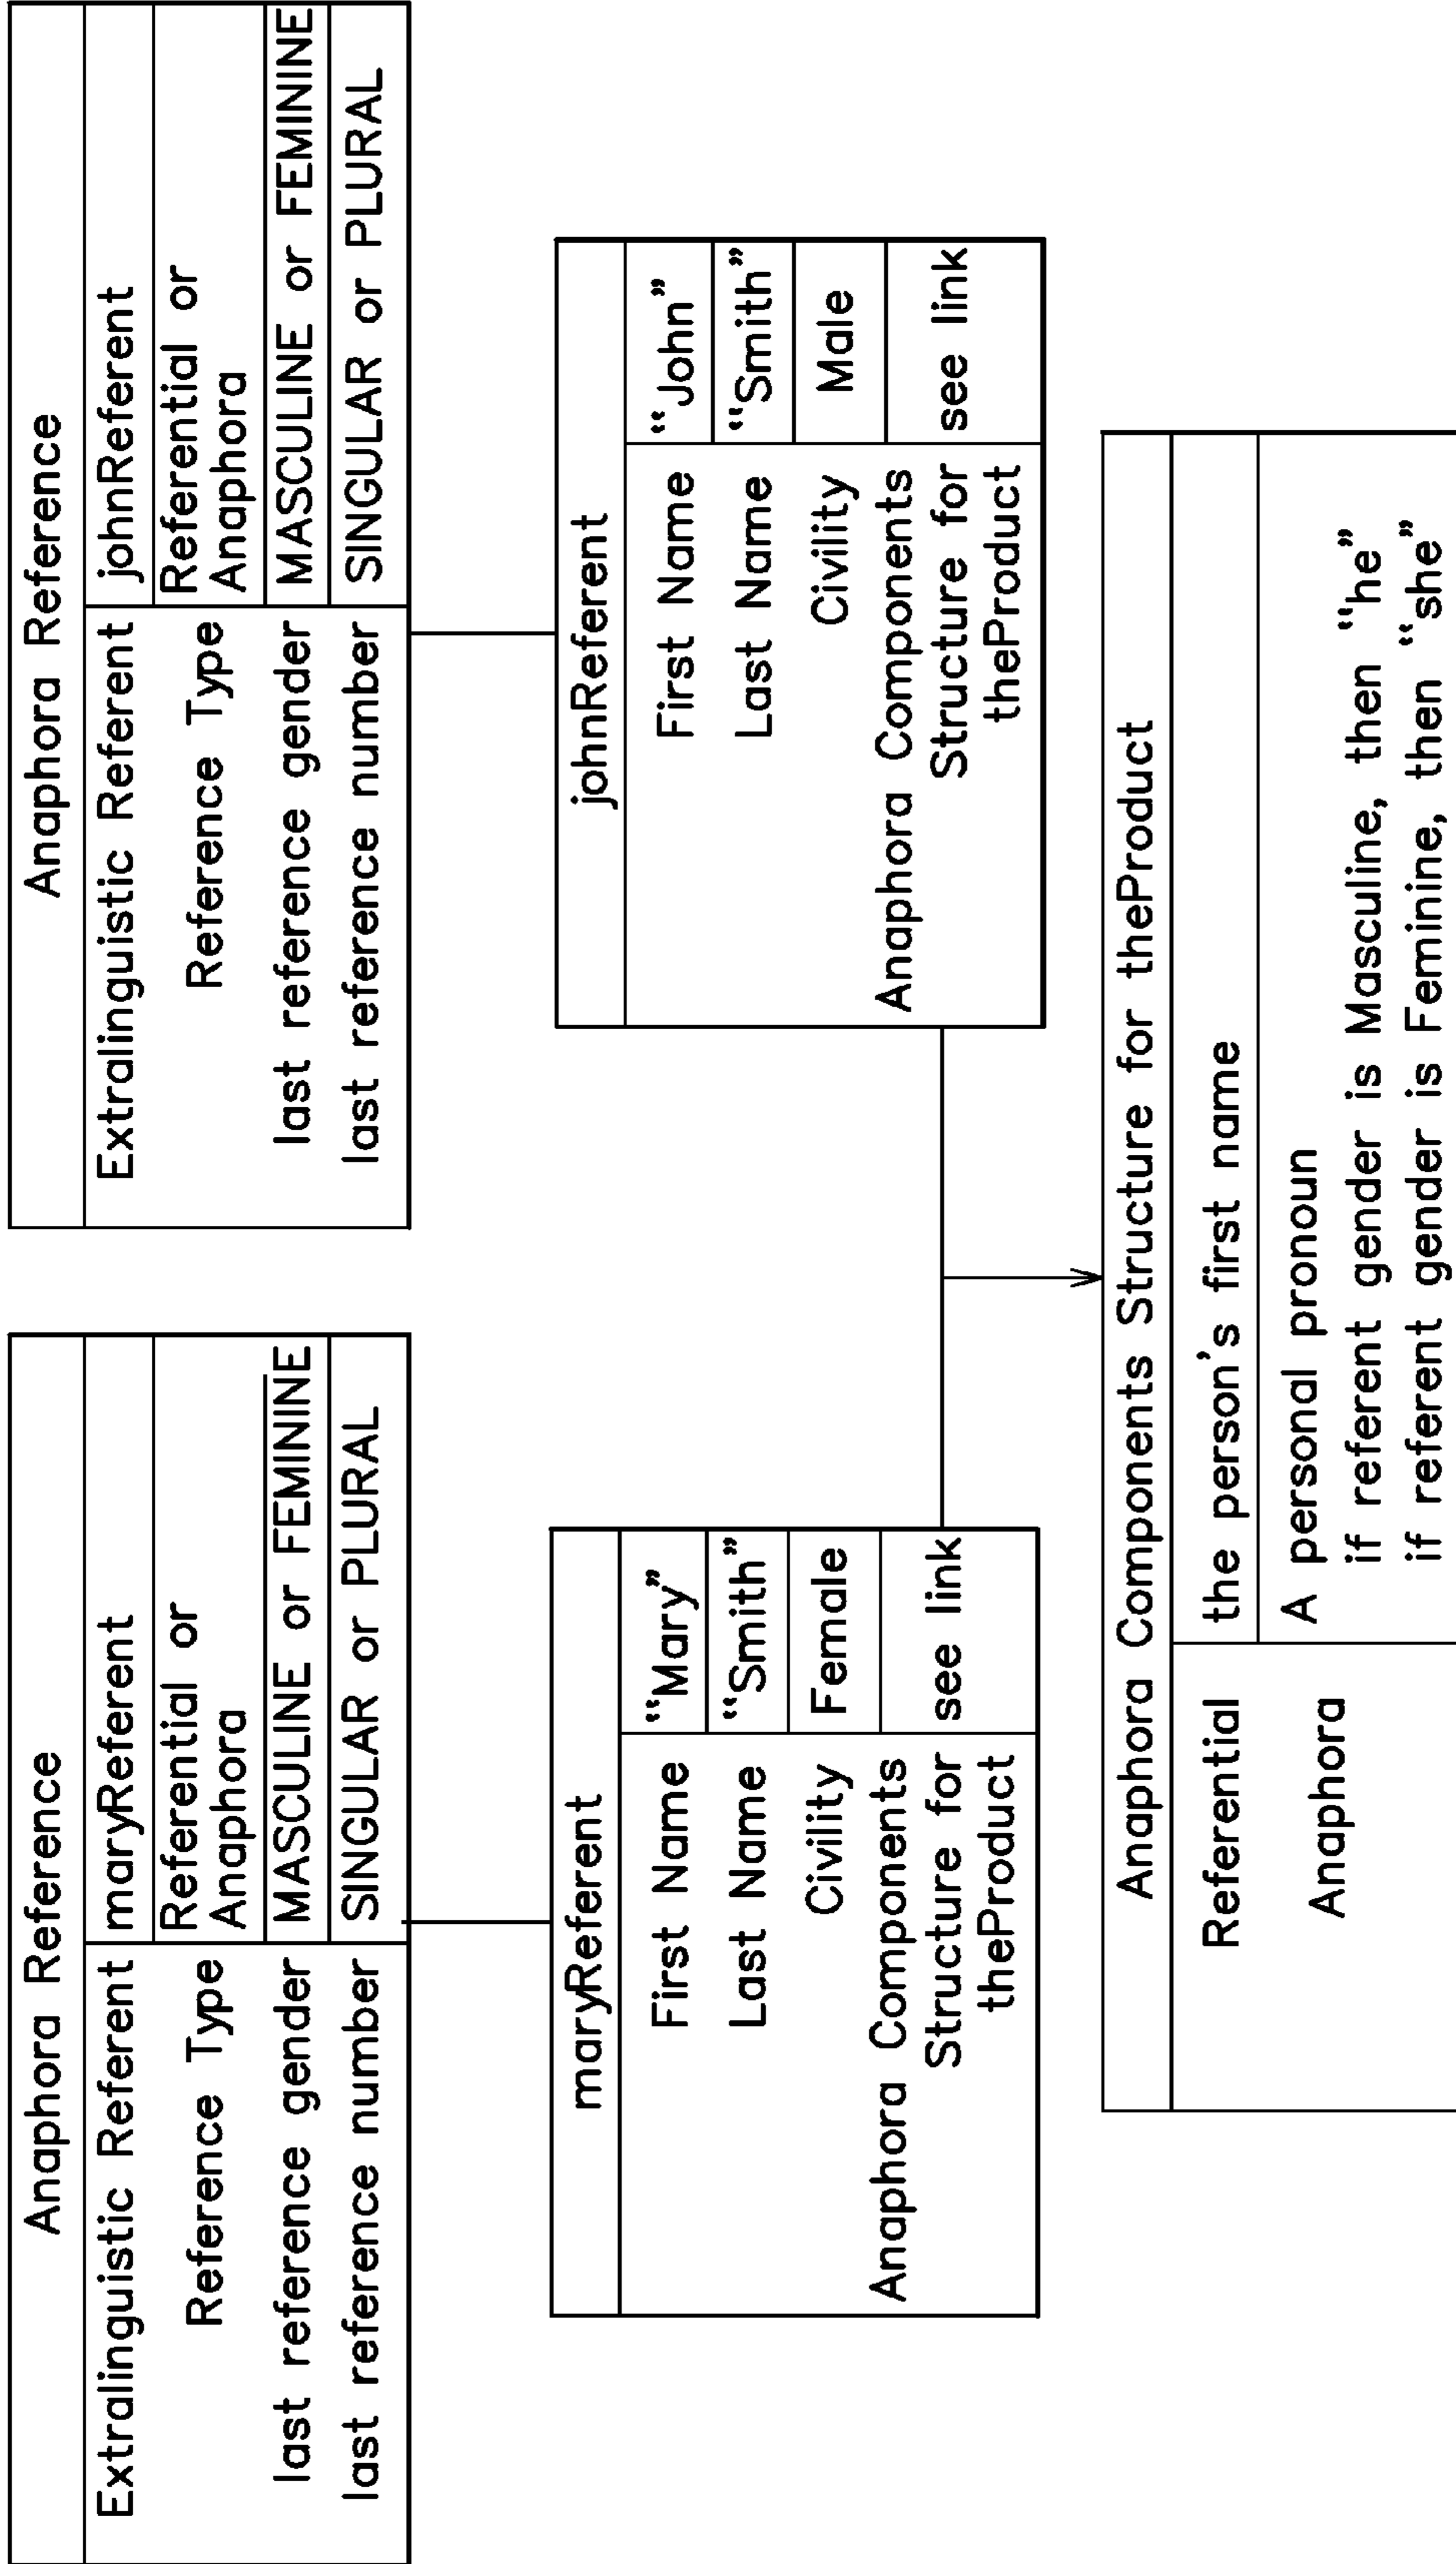 Anaphora Reference
Extralinguistic Referent maryReferent
Reference Type Referential or
Anaphora
last reference gender MASCULINE or FEMININE
last reference number SINGULAR or PLURAL
Anaphora Reference
Extralinguistic Referent johnReferent
Reference Type Referential or
Anaphora
last reference gender MASCULINE or FEMININE
last reference number SINGULAR or PLURAL
maryReferent
First Name “Mary”
Last Name “Smith”
Civility Female
Anaphora Components
Structure for see link
theProduct
johnReferent
First Name “John”
Last Name “Smith”
Civility Male
Anaphora Components
Structure for see link
theProduct
Anaphora Components Structure for theProduct
Referential the person's first name
Anaphora A personal pronoun
if referent gender is Masculine, then “he”
if referent gender is Feminine, then “she”